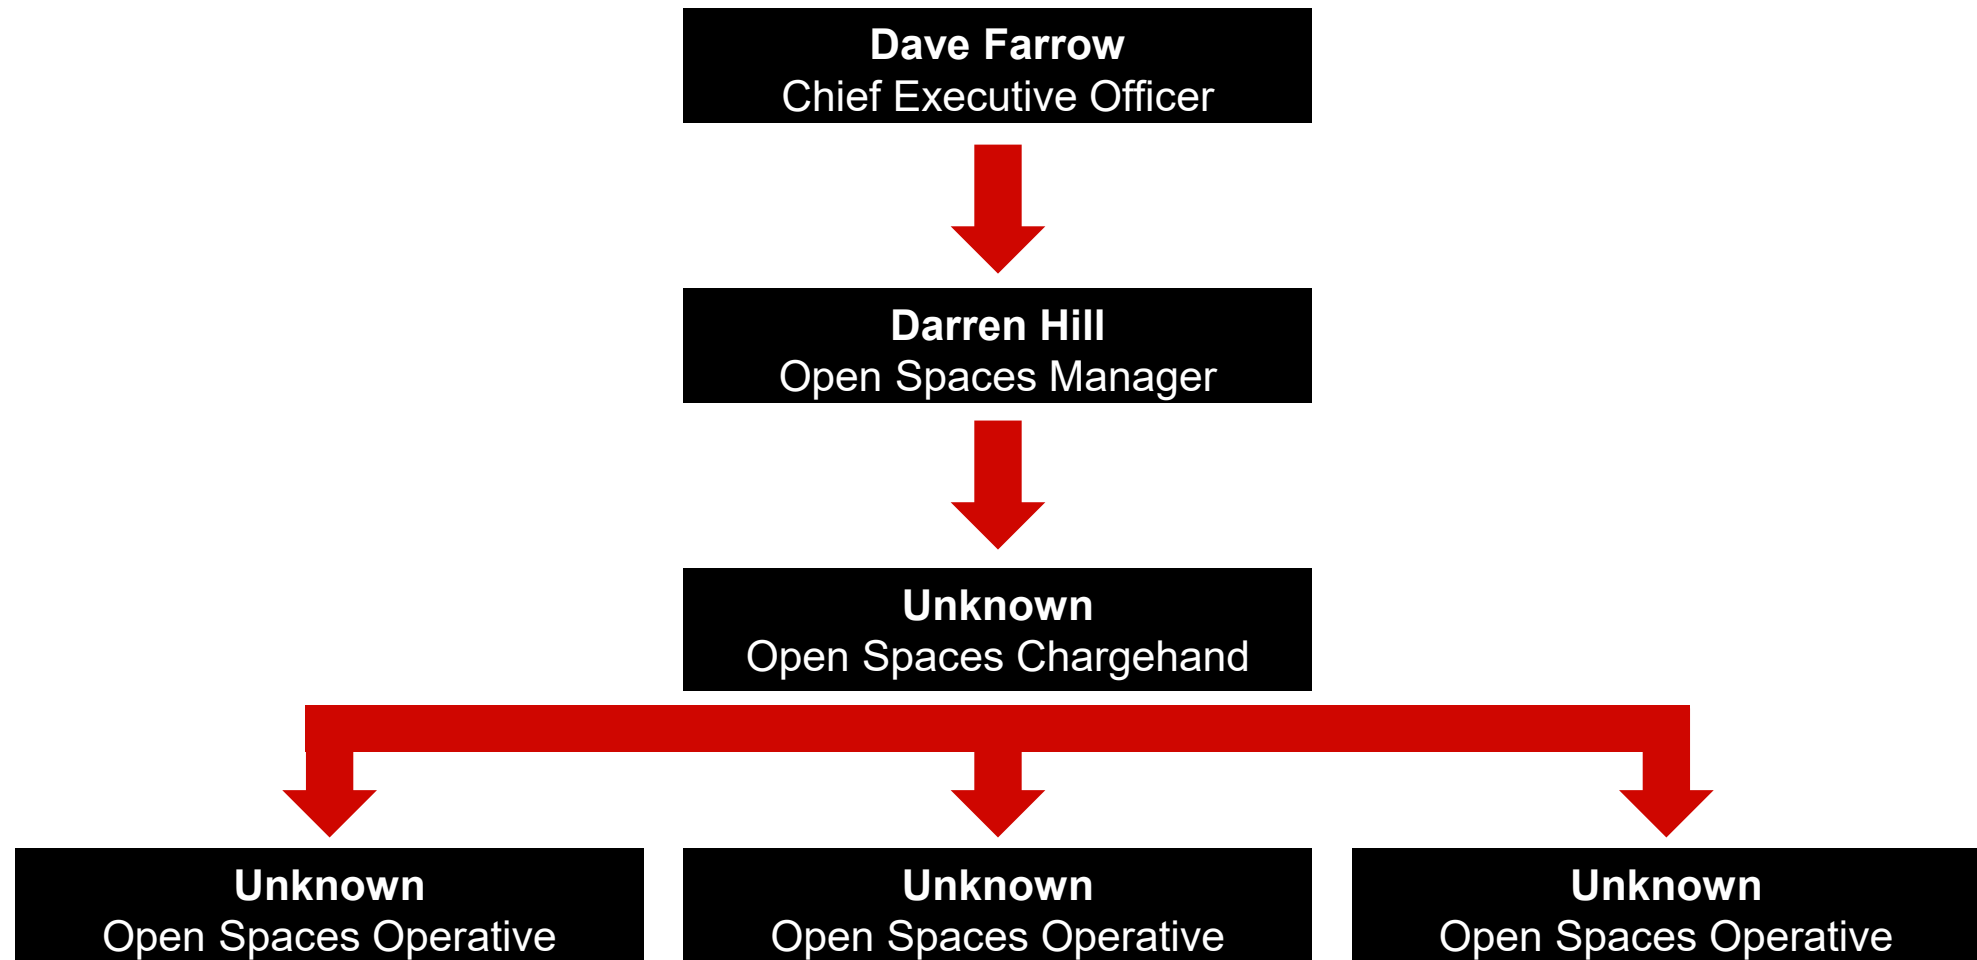 Dave Farrow
Chief Executive Officer
Darren Hill
Open Spaces Manager
Unknown
Open Spaces Chargehand
Unknown
Open Spaces Operative
Unknown
Open Spaces Operative
Unknown
Open Spaces Operative